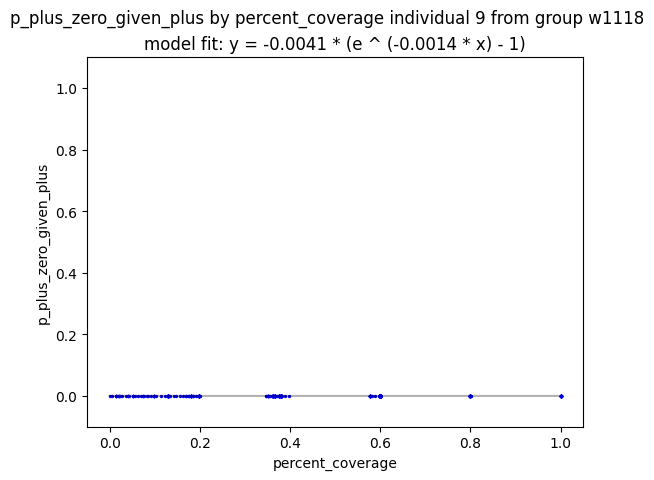 p_plus_zero_given_plus by percent_coverage individual 9 from group w1118
model fit: y = -0.0041 * (e ^ (-0.0014 * x) - 1)
1.0
0.8
0.6
0.4
0.2
0.0
p_plus_zero_given_plus
0.0 0.2 0.4 0.6 0.8 1.0
percent_coverage